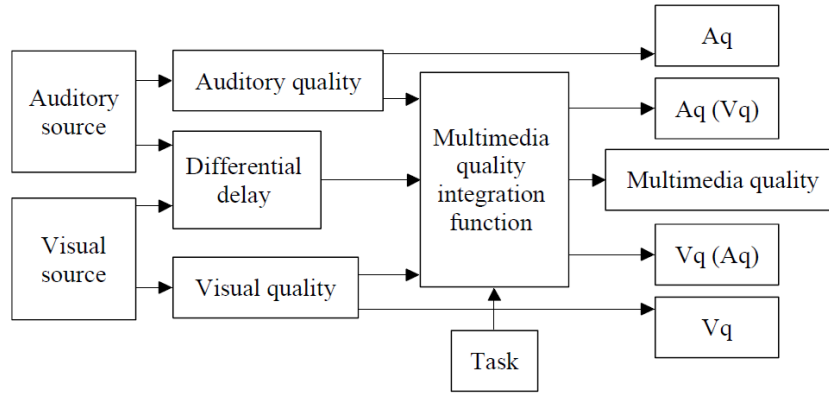 Auditory
source
Visual
source
Auditory quality
Differential
delay
Visual quality
Multimedia
quality
integration
function
Task
Aq
Aq (Vq)
Multimedia quality
Vq (Aq)
Vq